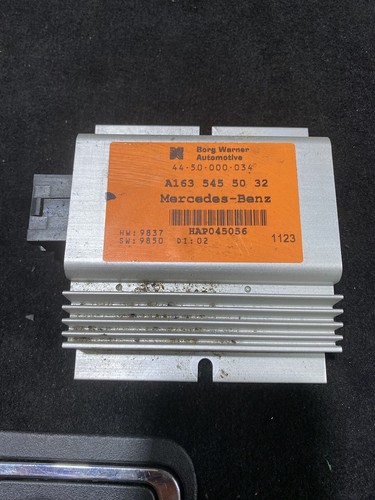 Borg Warner
Automotive
44-50-000-034
A163 545 50 32
Mercedes-Benz
HAP045056
HW:9837
SW:9850 DI:02
1123